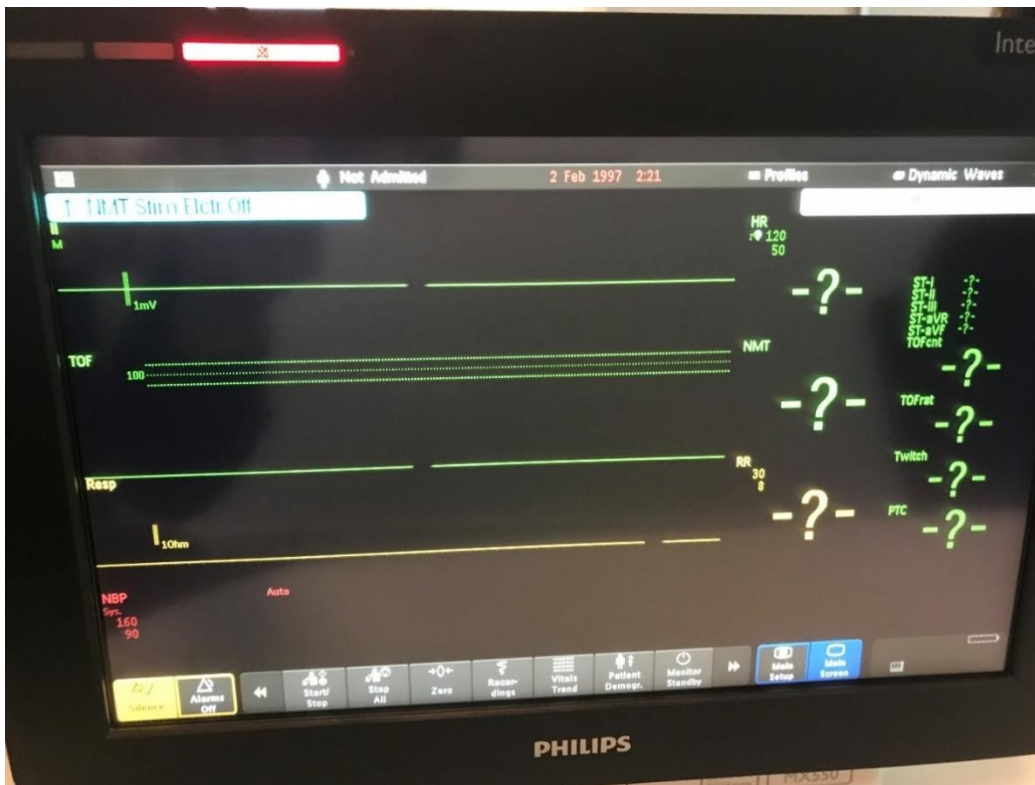 Inte
Not Admitted 2 Feb 1997 2:21 Profiles Dynamic Waves
NMT Stim Elctr Off
II
M
1mV
HR
120
50
-?-
ST-I -?-
ST-II -?-
ST-III -?-
ST-aVR -?-
ST-aVF -?-
TOFcnt
-?-
TOF
100
NMT
-?-
TOFrat
-?-
Twitch
-?-
PTC
-?-
Resp
1Ohm
RR
30
8
-?-
NBP
Sys.
160
90
Auto
Silence
Alarms Off
Start/ Stop
Stop All
Zero
Recor- dings
Vitals Trend
Patient Demogr.
Monitor Standby
Main Setup
Main Screen
PHILIPS
MX550